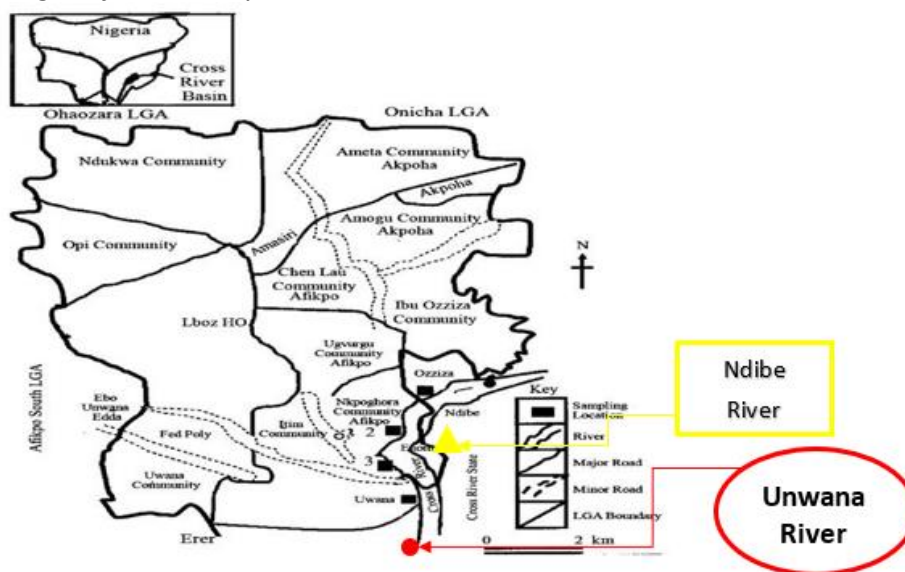 Nigeria
Cross
River
Basin
Ohaozara LGA
Onicha LGA
Ndukwa Community
Ameta Community
Akpoha
Akpoha
Amogu Community
Akpoha
Opi Community
Amasiri
N
Chen Lau
Community
Afikpo
Ibu Ozziza
Community
Lboz HO
Ugvurgu
Community
Afikpo
Ozziza
Ndibe
River
Key
Sampling
Location
River
Major Road
Minor Road
LGA Boundary
Afikpo South LGA
Ebo
Unwana
Edda
Fed Poly
Itim
Community
Nkpoghora
Community
Afikpo
2
Ndibe
3
River
Cross
Cross River State
Uwana
Community
Uwana
Erer
0 2 km
Unwana
River